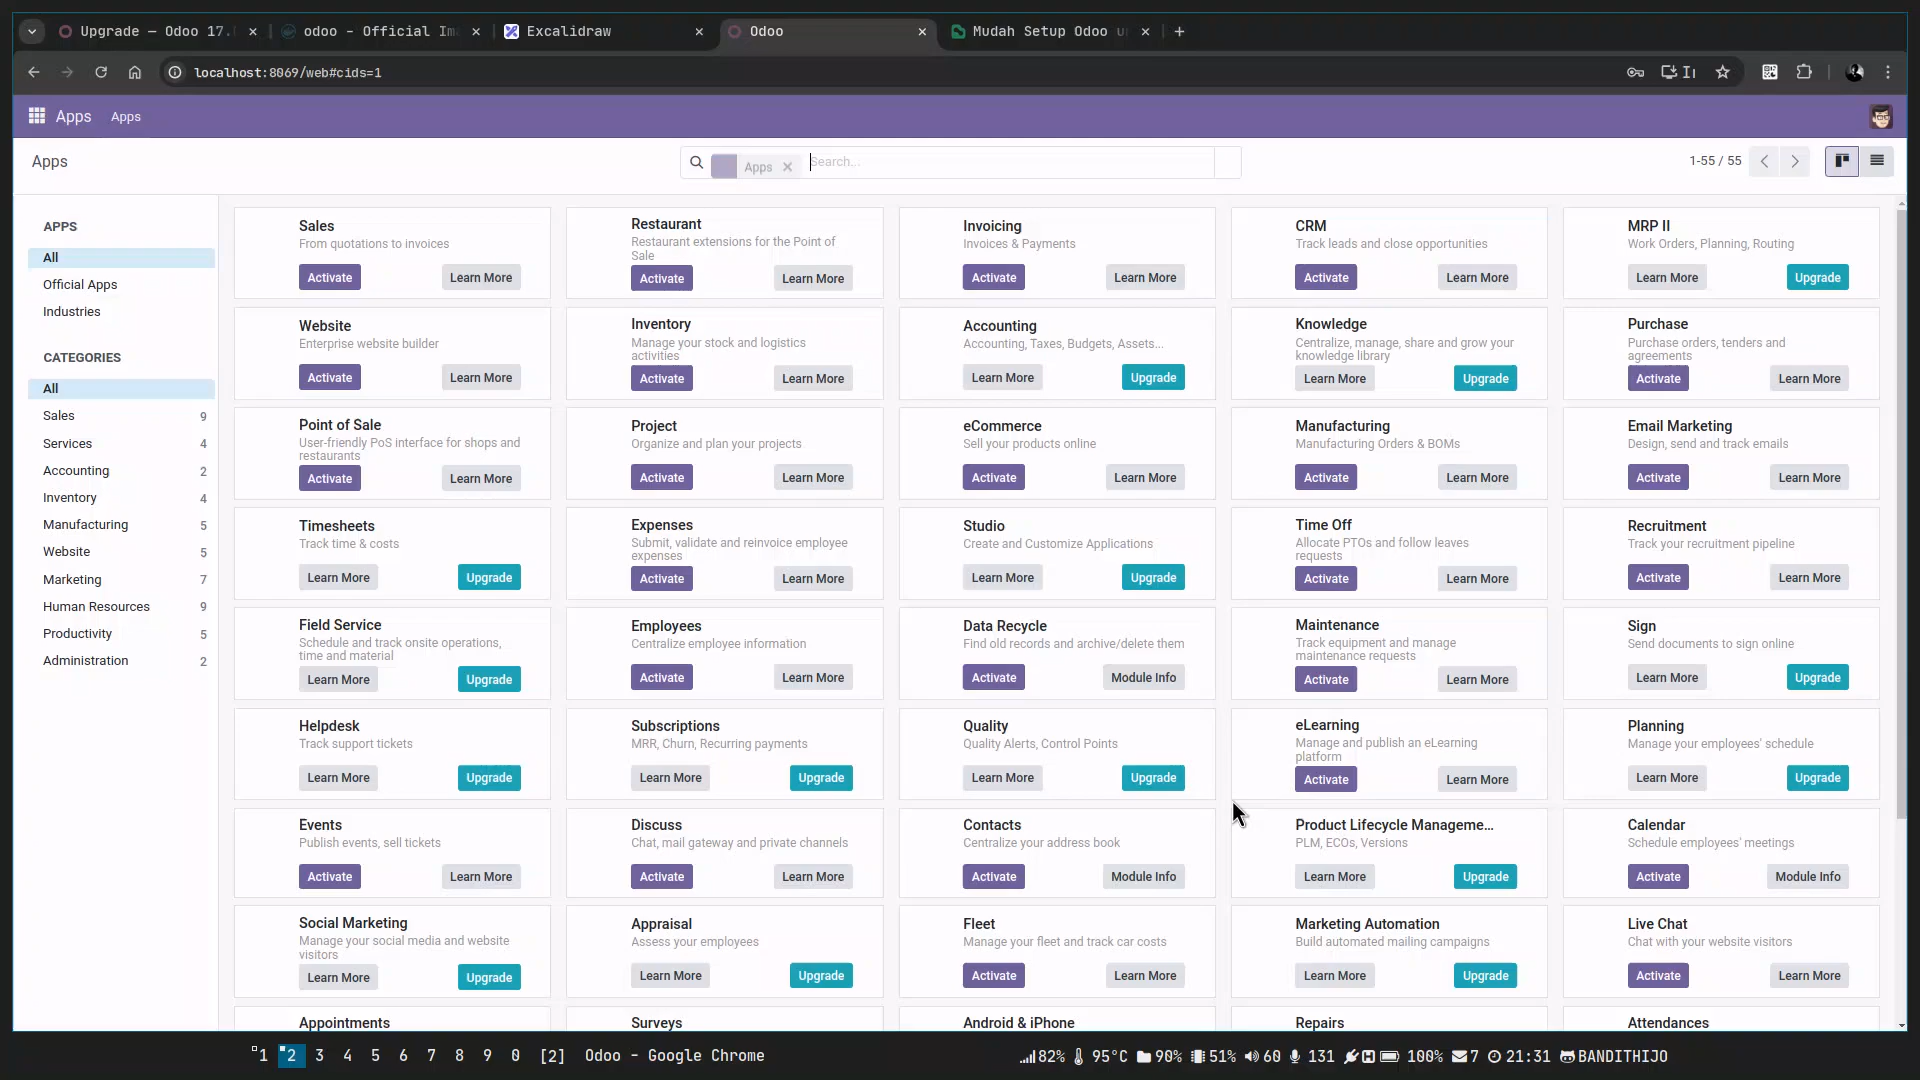 Upgrade — Odoo 17.
odoo - Official Im
Excalidraw
Odoo
Mudah Setup Odoo u
localhost:8069/web#cids=1
Apps
Apps
Apps
Apps
Search...
1-55 / 55
APPS
All
Official Apps
Industries
CATEGORIES
All
Sales 9
Services 4
Accounting 2
Inventory 4
Manufacturing 5
Website 5
Marketing 7
Human Resources 9
Productivity 5
Administration 2
Sales
From quotations to invoices
Activate Learn More
Restaurant
Restaurant extensions for the Point of
Sale
Activate Learn More
Invoicing
Invoices & Payments
Activate Learn More
CRM
Track leads and close opportunities
Activate Learn More
MRP II
Work Orders, Planning, Routing
Learn More Upgrade
Website
Enterprise website builder
Activate Learn More
Inventory
Manage your stock and logistics
activities
Activate Learn More
Accounting
Accounting, Taxes, Budgets, Assets...
Learn More Upgrade
Knowledge
Centralize, manage, share and grow your
knowledge library
Learn More Upgrade
Purchase
Purchase orders, tenders and
agreements
Activate Learn More
Point of Sale
User-friendly PoS interface for shops and
restaurants
Activate Learn More
Project
Organize and plan your projects
Activate Learn More
eCommerce
Sell your products online
Activate Learn More
Manufacturing
Manufacturing Orders & BOMs
Activate Learn More
Email Marketing
Design, send and track emails
Activate Learn More
Timesheets
Track time & costs
Learn More Upgrade
Expenses
Submit, validate and reinvoice employee
expenses
Activate Learn More
Studio
Create and Customize Applications
Learn More Upgrade
Time Off
Allocate PTOs and follow leaves
requests
Activate Learn More
Recruitment
Track your recruitment pipeline
Activate Learn More
Field Service
Schedule and track onsite operations,
time and material
Learn More Upgrade
Employees
Centralize employee information
Activate Learn More
Data Recycle
Find old records and archive/delete them
Activate Module Info
Maintenance
Track equipment and manage
maintenance requests
Activate Learn More
Sign
Send documents to sign online
Learn More Upgrade
Helpdesk
Track support tickets
Learn More Upgrade
Subscriptions
MRR, Churn, Recurring payments
Learn More Upgrade
Quality
Quality Alerts, Control Points
Learn More Upgrade
eLearning
Manage and publish an eLearning
platform
Activate Learn More
Planning
Manage your employees' schedule
Learn More Upgrade
Events
Publish events, sell tickets
Activate Learn More
Discuss
Chat, mail gateway and private channels
Activate Learn More
Contacts
Centralize your address book
Activate Module Info
Product Lifecycle Manageme...
PLM, ECOs, Versions
Learn More Upgrade
Calendar
Schedule employees' meetings
Activate Module Info
Social Marketing
Manage your social media and website
visitors
Learn More Upgrade
Appraisal
Assess your employees
Learn More Upgrade
Fleet
Manage your fleet and track car costs
Activate Learn More
Marketing Automation
Build automated mailing campaigns
Learn More Upgrade
Live Chat
Chat with your website visitors
Activate Learn More
Appointments
Surveys
Android & iPhone
Repairs
Attendances
1 2 3 4 5 6 7 8 9 0 [2] Odoo - Google Chrome
82% 95°C 90% 51% 60 131 H 100% 7 21:31 BANDITHIJO